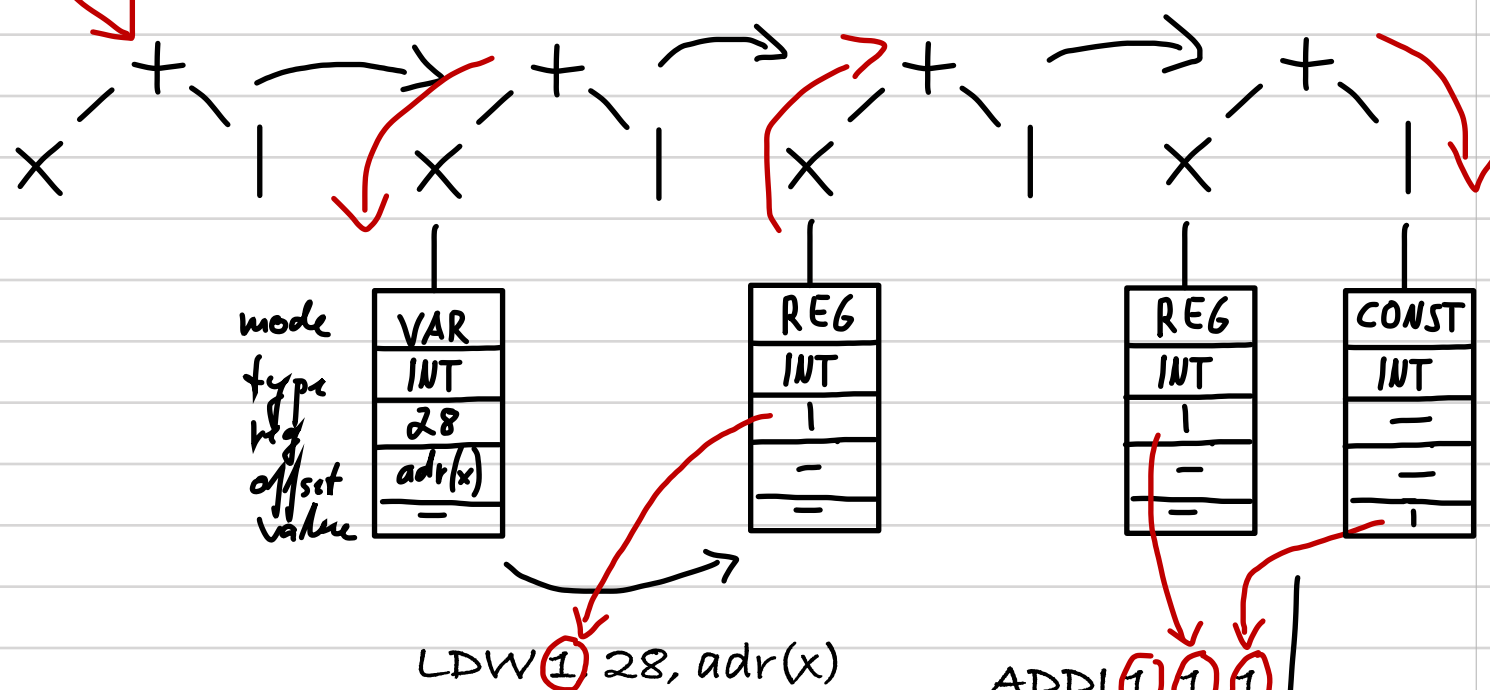 + + + +
× | × | × | × |
mode VAR REG REG CONST
type INT INT INT INT
reg 28 1 1 –
offset adr(x) – – –
value – – – 1
LDW 1 28, adr(x)
ADDI 1 1 1